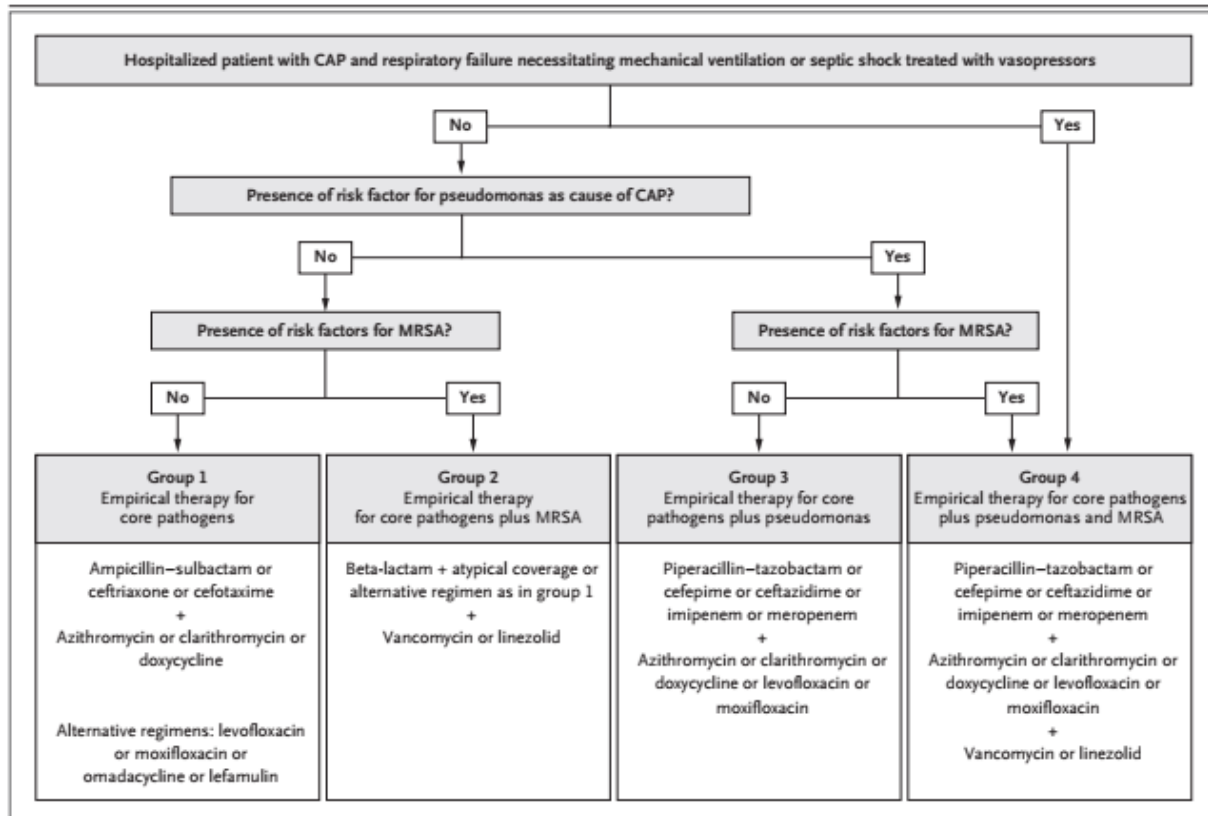 Hospitalized patient with CAP and respiratory failure necessitating mechanical ventilation or septic shock treated with vasopressors
No
Yes
Presence of risk factor for pseudomonas as cause of CAP?
No
Yes
Presence of risk factors for MRSA?
Presence of risk factors for MRSA?
No
Yes
No
Yes
Group 1
Empirical therapy for
core pathogens
Ampicillin–sulbactam or
ceftriaxone or cefotaxime
+
Azithromycin or clarithromycin or
doxycycline
Alternative regimens: levofloxacin
or moxifloxacin or
omadacycline or lefamulin
Group 2
Empirical therapy
for core pathogens plus MRSA
Beta-lactam + atypical coverage or
alternative regimen as in group 1
+
Vancomycin or linezolid
Group 3
Empirical therapy for core
pathogens plus pseudomonas
Piperacillin–tazobactam or
cefepime or ceftazidime or
imipenem or meropenem
+
Azithromycin or clarithromycin or
doxycycline or levofloxacin or
moxifloxacin
Group 4
Empirical therapy for core pathogens
plus pseudomonas and MRSA
Piperacillin–tazobactam or
cefepime or ceftazidime or
imipenem or meropenem
+
Azithromycin or clarithromycin or
doxycycline or levofloxacin or
moxifloxacin
+
Vancomycin or linezolid